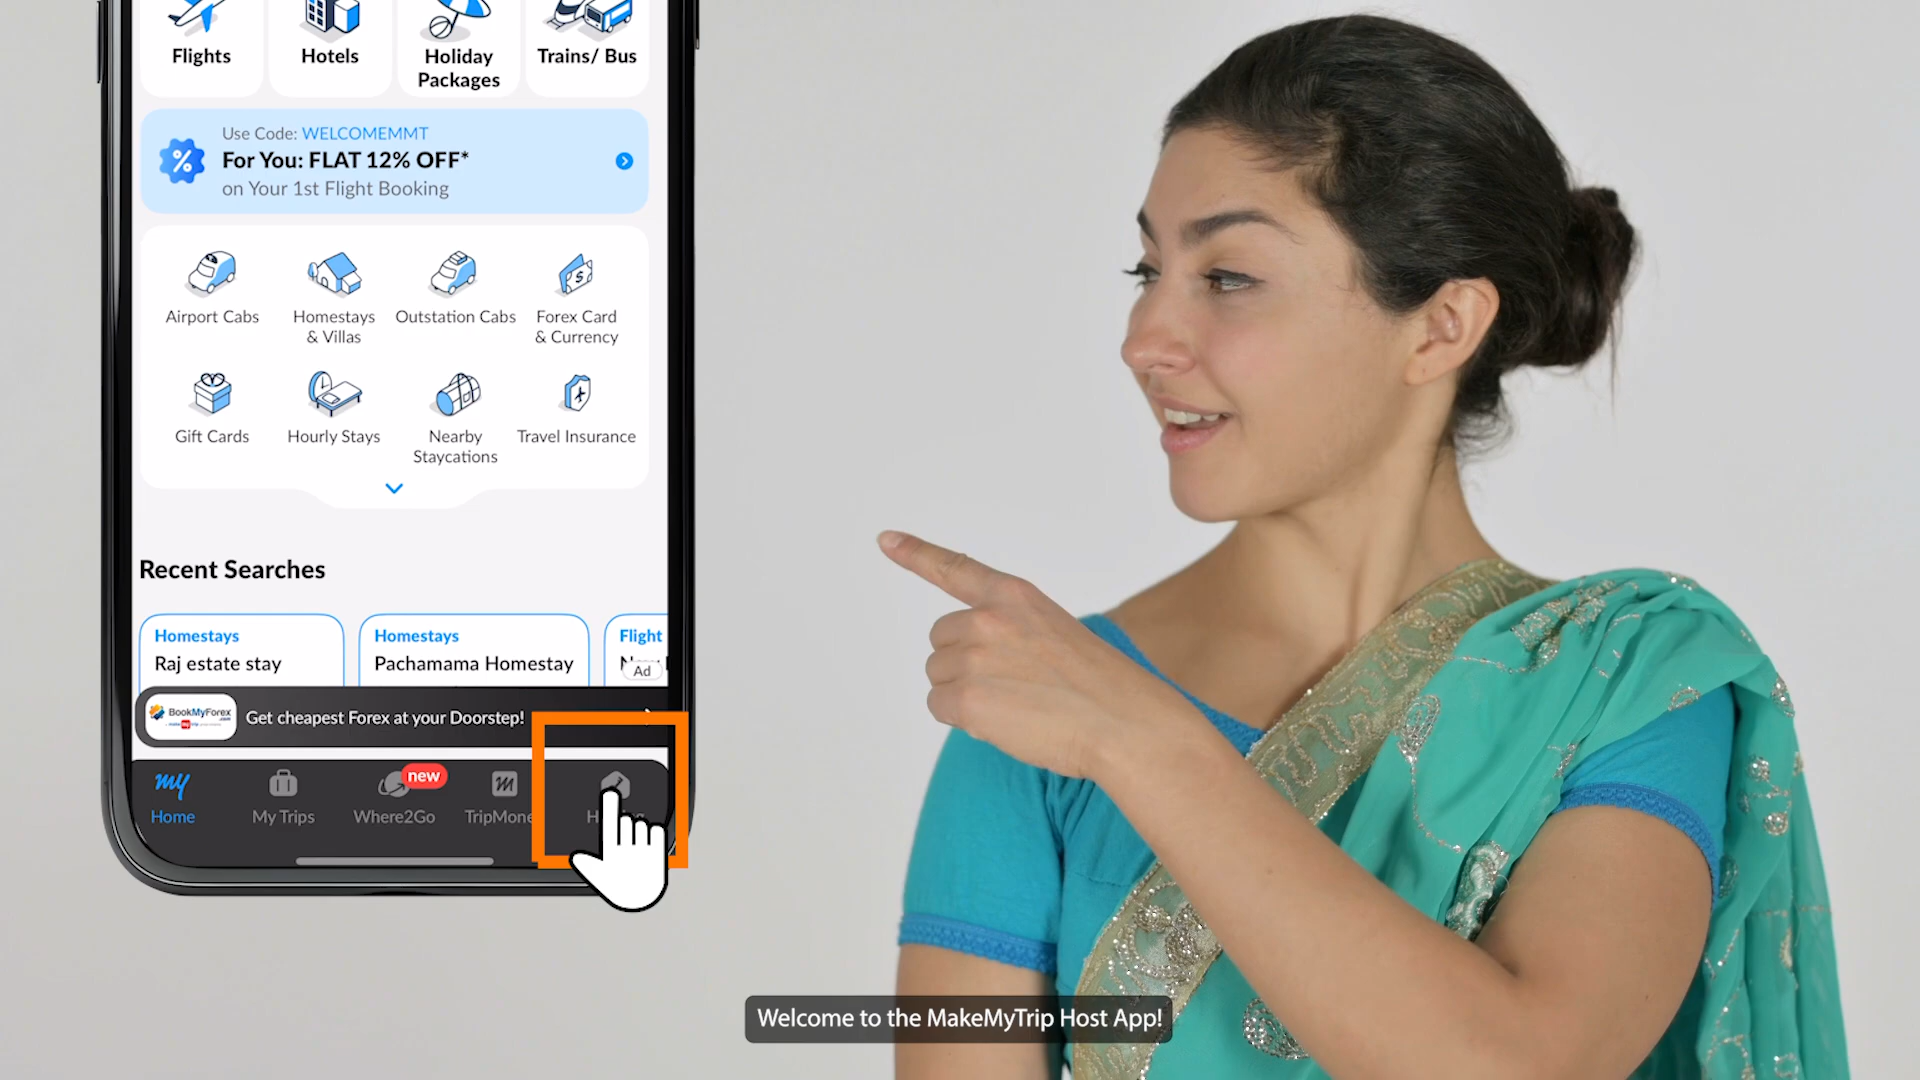 Flights
Hotels
Holiday
Packages
Trains/ Bus
Use Code: WELCOMEMMT
For You: FLAT 12% OFF*
on Your 1st Flight Booking
Airport Cabs
Homestays
& Villas
Outstation Cabs
Forex Card
& Currency
Gift Cards
Hourly Stays
Nearby
Staycations
Travel Insurance
Recent Searches
Homestays
Raj estate stay
Homestays
Pachamama Homestay
Flight
Ad
BookMyForex
.com
Get cheapest Forex at your Doorstep!
my
Home
My Trips
new
Where2Go
TripMone
Welcome to the MakeMyTrip Host App!